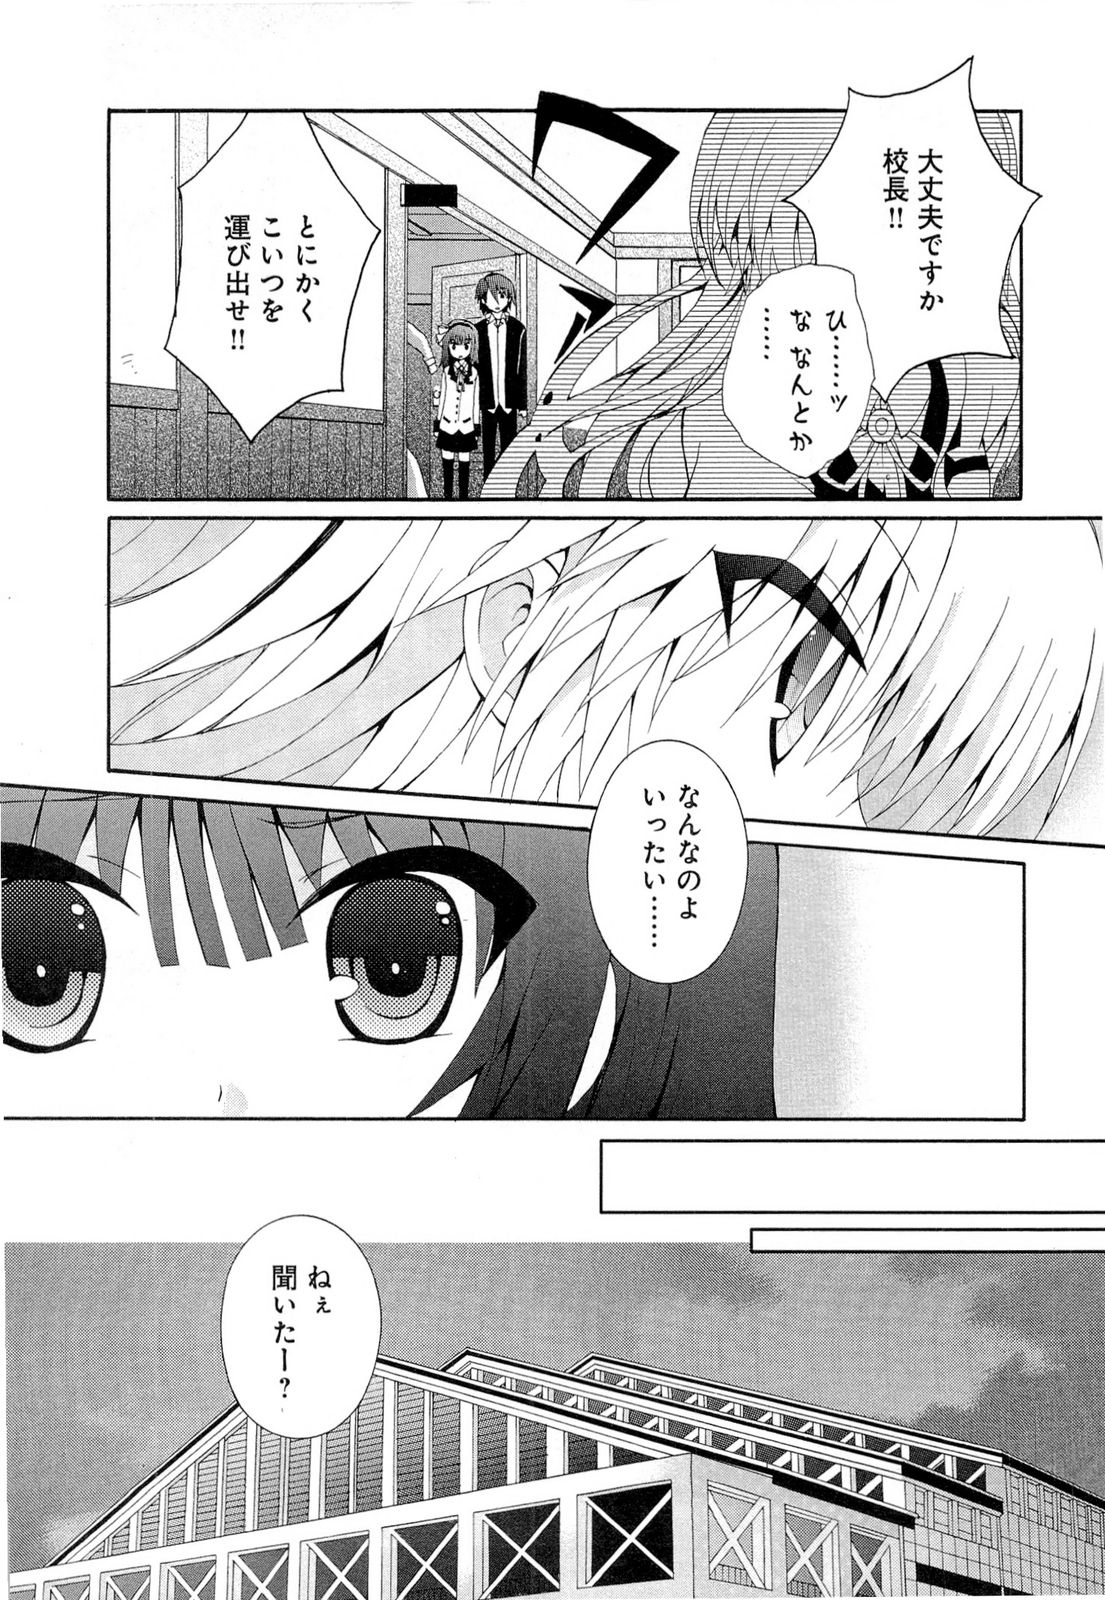 大丈夫ですか
校長!!
ひ……ッ
な なんとか
……
とにかく
こいつを
運び出せ!!
なんなのよ
いったい……
ねぇ
聞いたー?